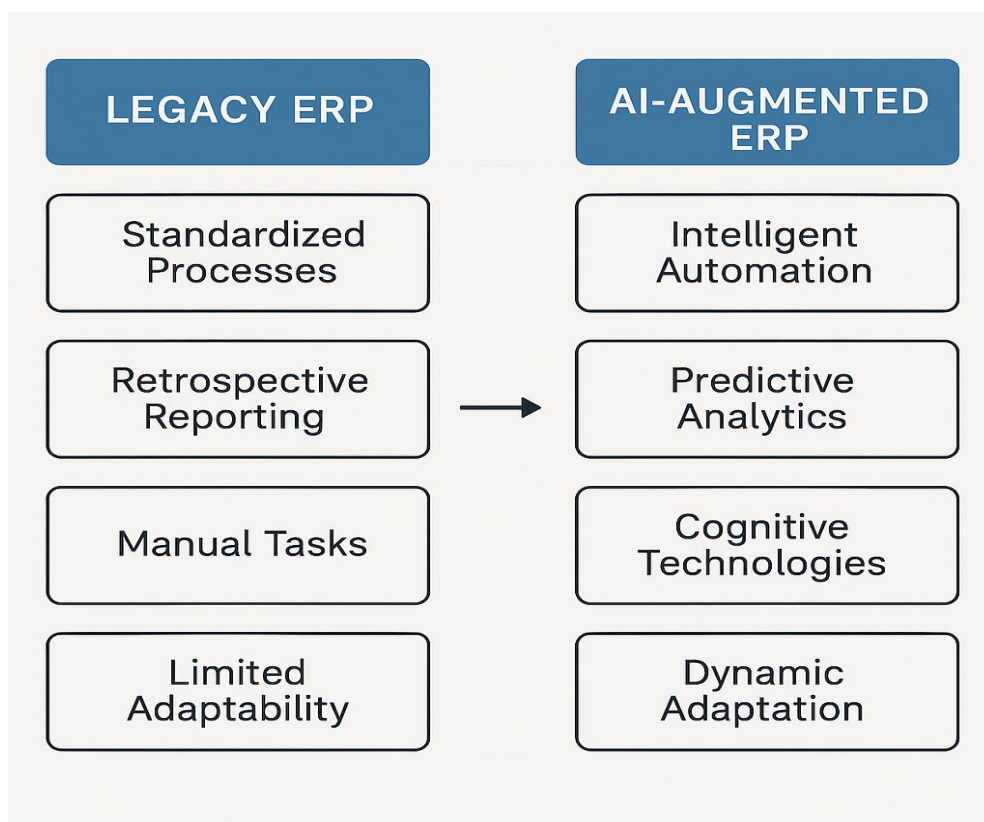 LEGACY ERP
Standardized
Processes
Retrospective
Reporting
Manual Tasks
Limited
Adaptability
AI-AUGMENTED
ERP
Intelligent
Automation
Predictive
Analytics
Cognitive
Technologies
Dynamic
Adaptation